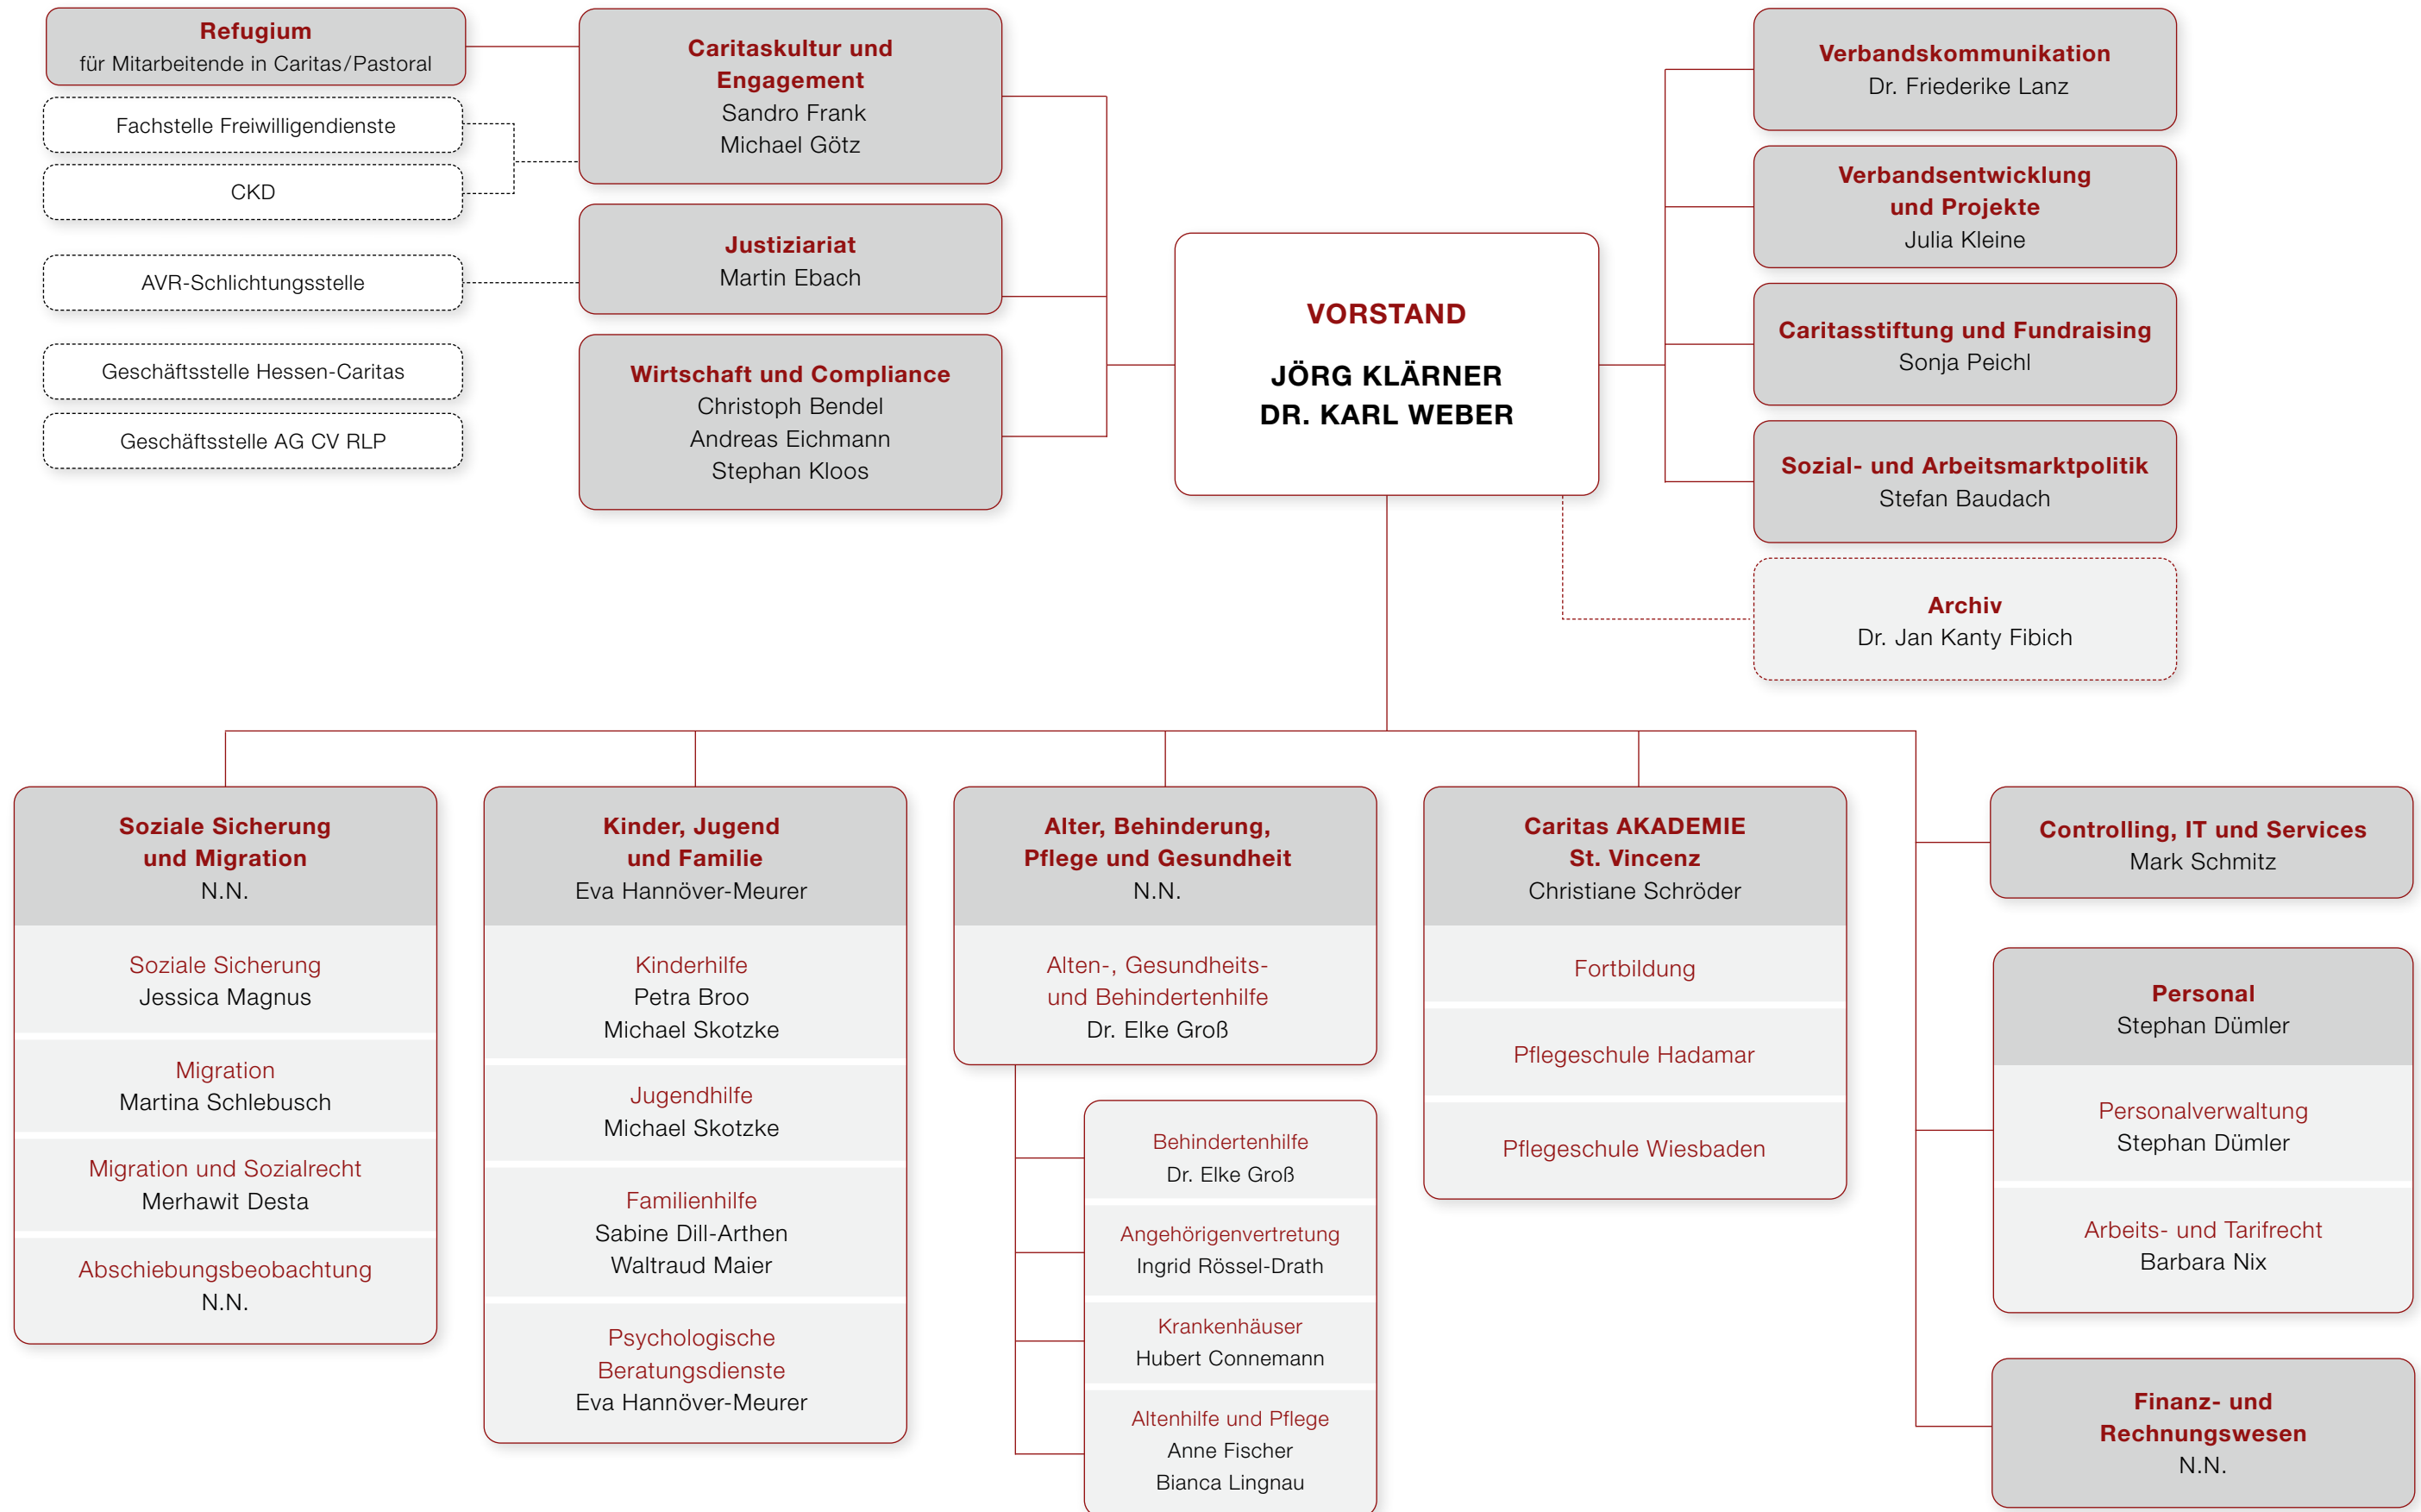 Refugium
für Mitarbeitende in Caritas/Pastoral
Fachstelle Freiwilligendienste
CKD
AVR-Schlichtungsstelle
Geschäftsstelle Hessen-Caritas
Geschäftsstelle AG CV RLP
Caritaskultur und
Engagement
Sandro Frank
Michael Götz
Justiziariat
Martin Ebach
Wirtschaft und Compliance
Christoph Bendel
Andreas Eichmann
Stephan Kloos
VORSTAND
JÖRG KLÄRNER
DR. KARL WEBER
Verbandskommunikation
Dr. Friederike Lanz
Verbandsentwicklung
und Projekte
Julia Kleine
Caritasstiftung und Fundraising
Sonja Peichl
Sozial- und Arbeitsmarktpolitik
Stefan Baudach
Archiv
Dr. Jan Kanty Fibich
Soziale Sicherung
und Migration
N.N.
Soziale Sicherung
Jessica Magnus
Migration
Martina Schlebusch
Migration und Sozialrecht
Merhawit Desta
Abschiebungsbeobachtung
N.N.
Kinder, Jugend
und Familie
Eva Hannöver-Meurer
Kinderhilfe
Petra Broo
Michael Skotzke
Jugendhilfe
Michael Skotzke
Familienhilfe
Sabine Dill-Arthen
Waltraud Maier
Psychologische
Beratungsdienste
Eva Hannöver-Meurer
Alter, Behinderung,
Pflege und Gesundheit
N.N.
Alten-, Gesundheits-
und Behindertenhilfe
Dr. Elke Groß
Behindertenhilfe
Dr. Elke Groß
Angehörigenvertretung
Ingrid Rössel-Drath
Krankenhäuser
Hubert Connemann
Altenhilfe und Pflege
Anne Fischer
Bianca Lingnau
Caritas AKADEMIE
St. Vincenz
Christiane Schröder
Fortbildung
Pflegeschule Hadamar
Pflegeschule Wiesbaden
Controlling, IT und Services
Mark Schmitz
Personal
Stephan Dümler
Personalverwaltung
Stephan Dümler
Arbeits- und Tarifrecht
Barbara Nix
Finanz- und
Rechnungswesen
N.N.